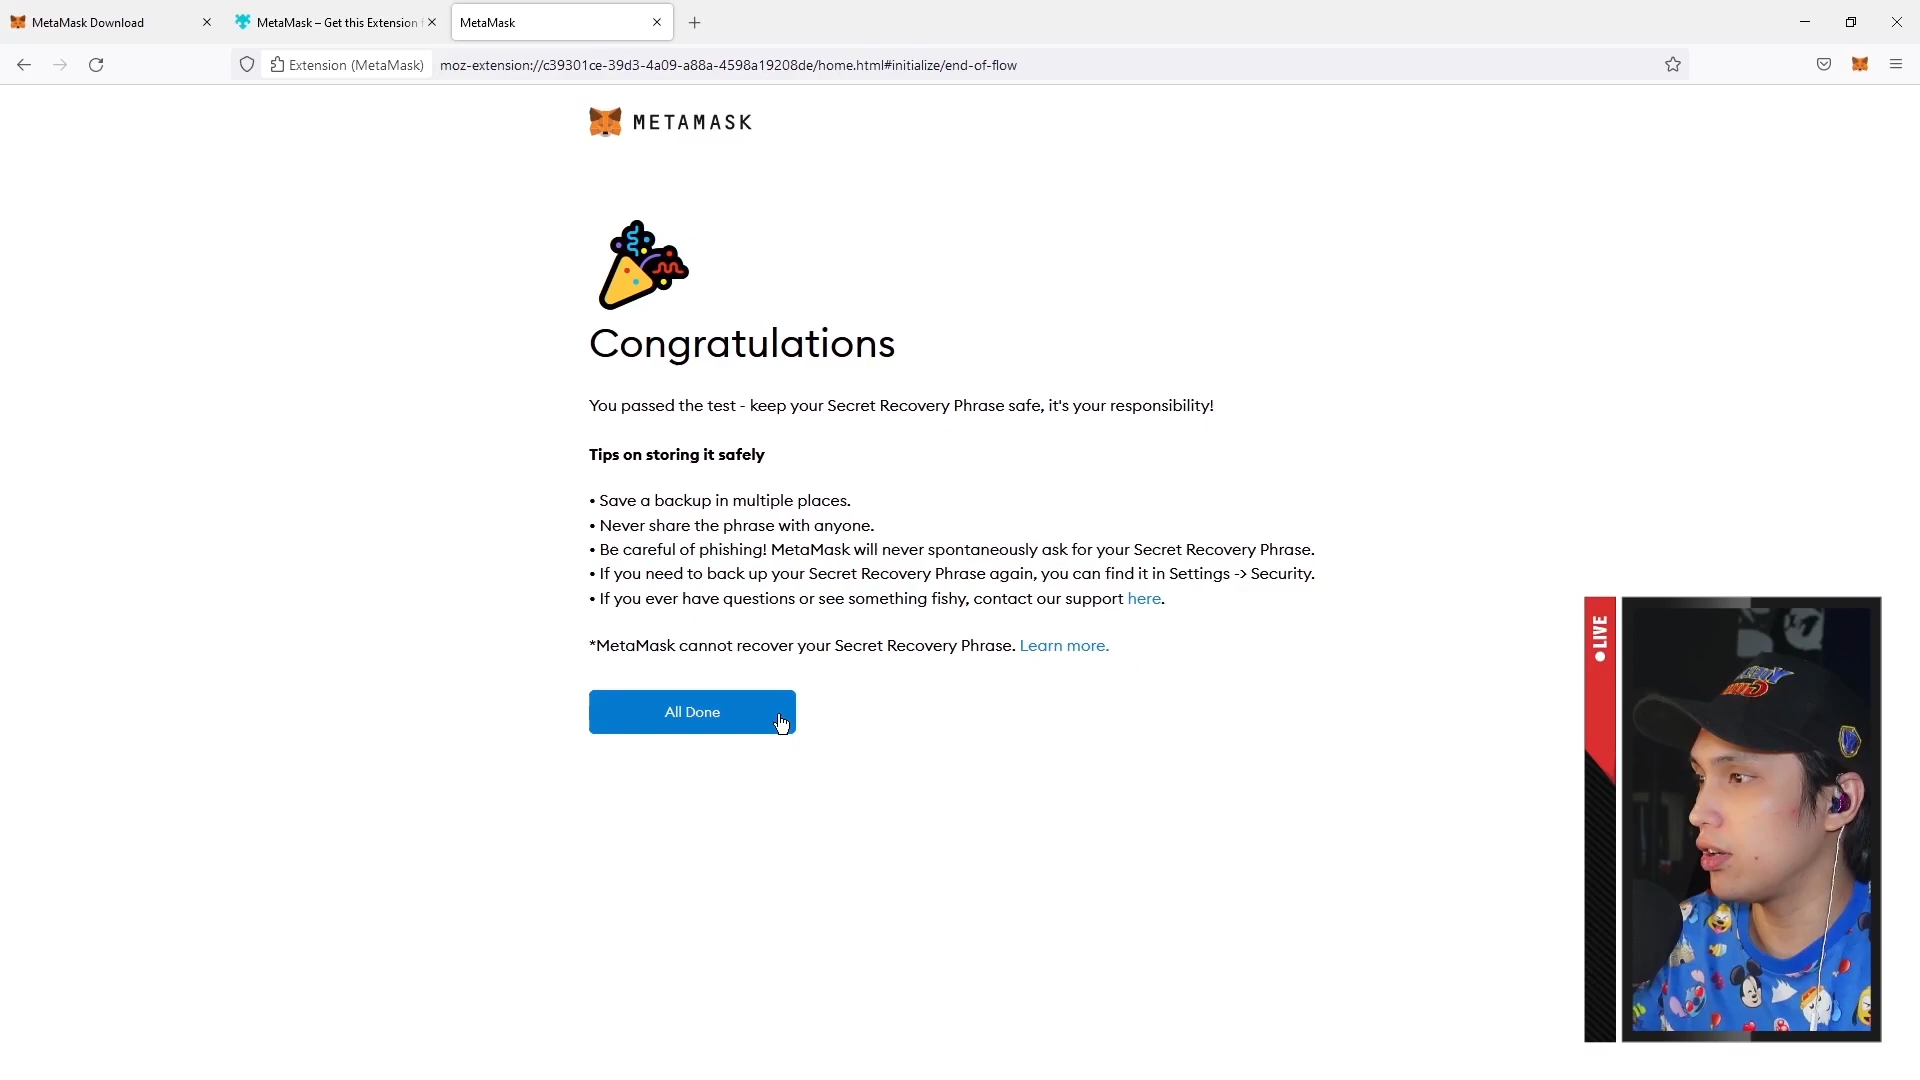 MetaMask Download
MetaMask – Get this Extension f
MetaMask
Extension (MetaMask)
moz-extension://c39301ce-39d3-4a09-a88a-4598a19208de/home.html#initialize/end-of-flow
METAMASK
Congratulations
You passed the test - keep your Secret Recovery Phrase safe, it's your responsibility!
Tips on storing it safely
• Save a backup in multiple places.
• Never share the phrase with anyone.
• Be careful of phishing! MetaMask will never spontaneously ask for your Secret Recovery Phrase.
• If you need to back up your Secret Recovery Phrase again, you can find it in Settings -> Security.
• If you ever have questions or see something fishy, contact our support here.
*MetaMask cannot recover your Secret Recovery Phrase. Learn more.
All Done
LIVE